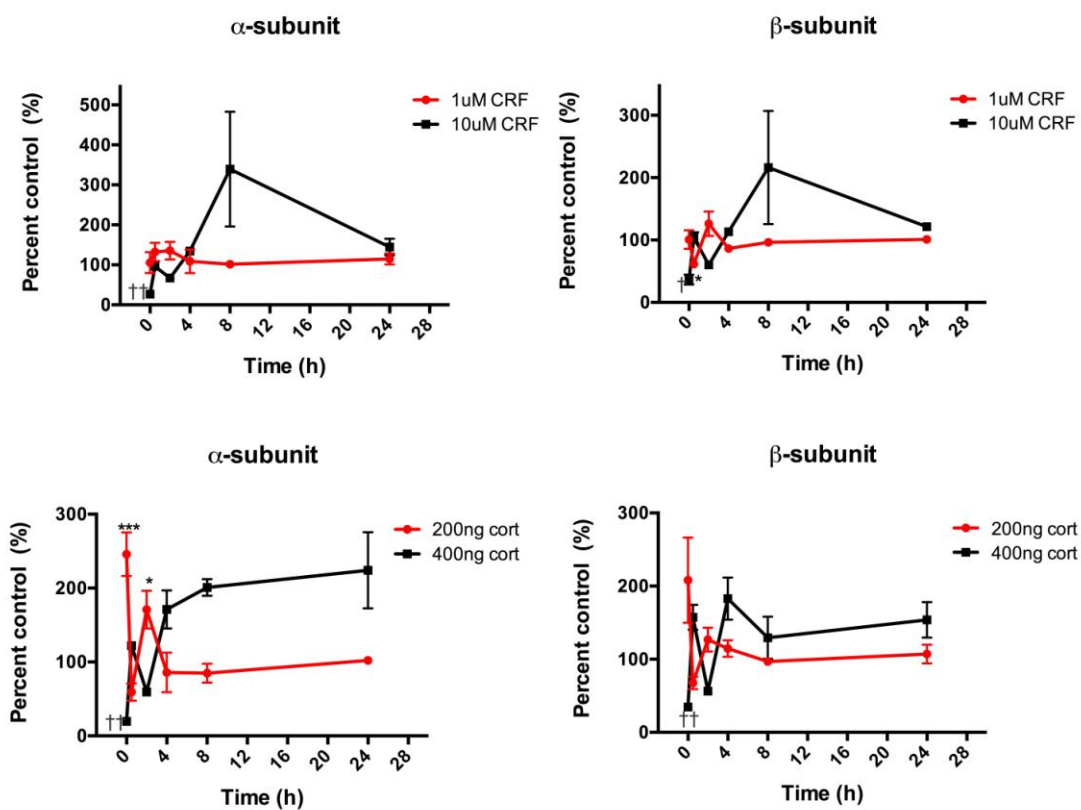 α-subunit
Percent control (%)
500
400
300
200
100
0
††
0
4
8
12
16
20
24
28
Time (h)
1uM CRF
10uM CRF
β-subunit
Percent control (%)
300
200
100
0
†
*
0
4
8
12
16
20
24
28
Time (h)
1uM CRF
10uM CRF
α-subunit
Percent control (%)
300
200
100
0
***
*
††
0
4
8
12
16
20
24
28
Time (h)
200ng cort
400ng cort
β-subunit
Percent control (%)
300
200
100
0
††
0
4
8
12
16
20
24
28
Time (h)
200ng cort
400ng cort